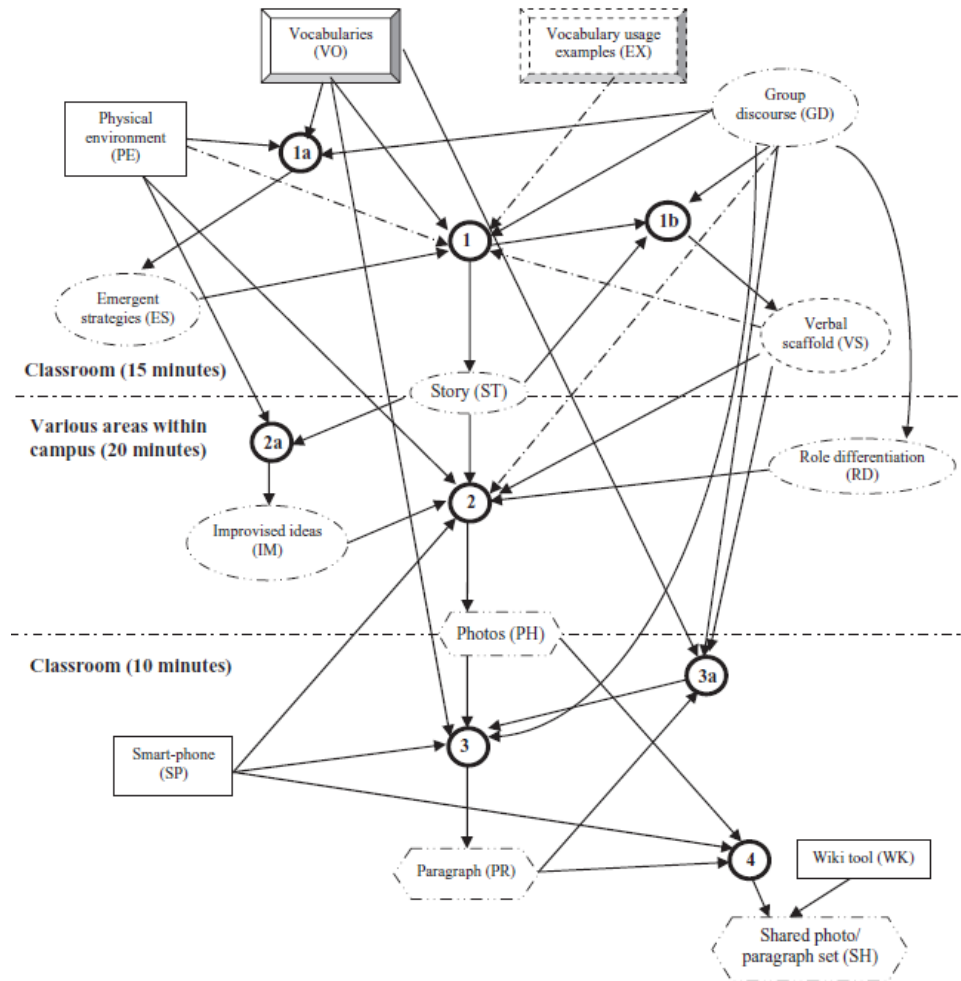 Vocabularies
(VO)
Vocabulary usage
examples (EX)
Group
discourse (GD)
Physical
environment
(PE)
1a
1b
1
Emergent
strategies (ES)
Verbal
scaffold (VS)
Classroom (15 minutes)
Story (ST)
Various areas within
campus (20 minutes)
2a
Role differentiation
(RD)
2
Improvised ideas
(IM)
Photos (PH)
Classroom (10 minutes)
3a
3
Smart-phone
(SP)
Paragraph (PR)
4
Wiki tool (WK)
Shared photo/
paragraph set (SH)